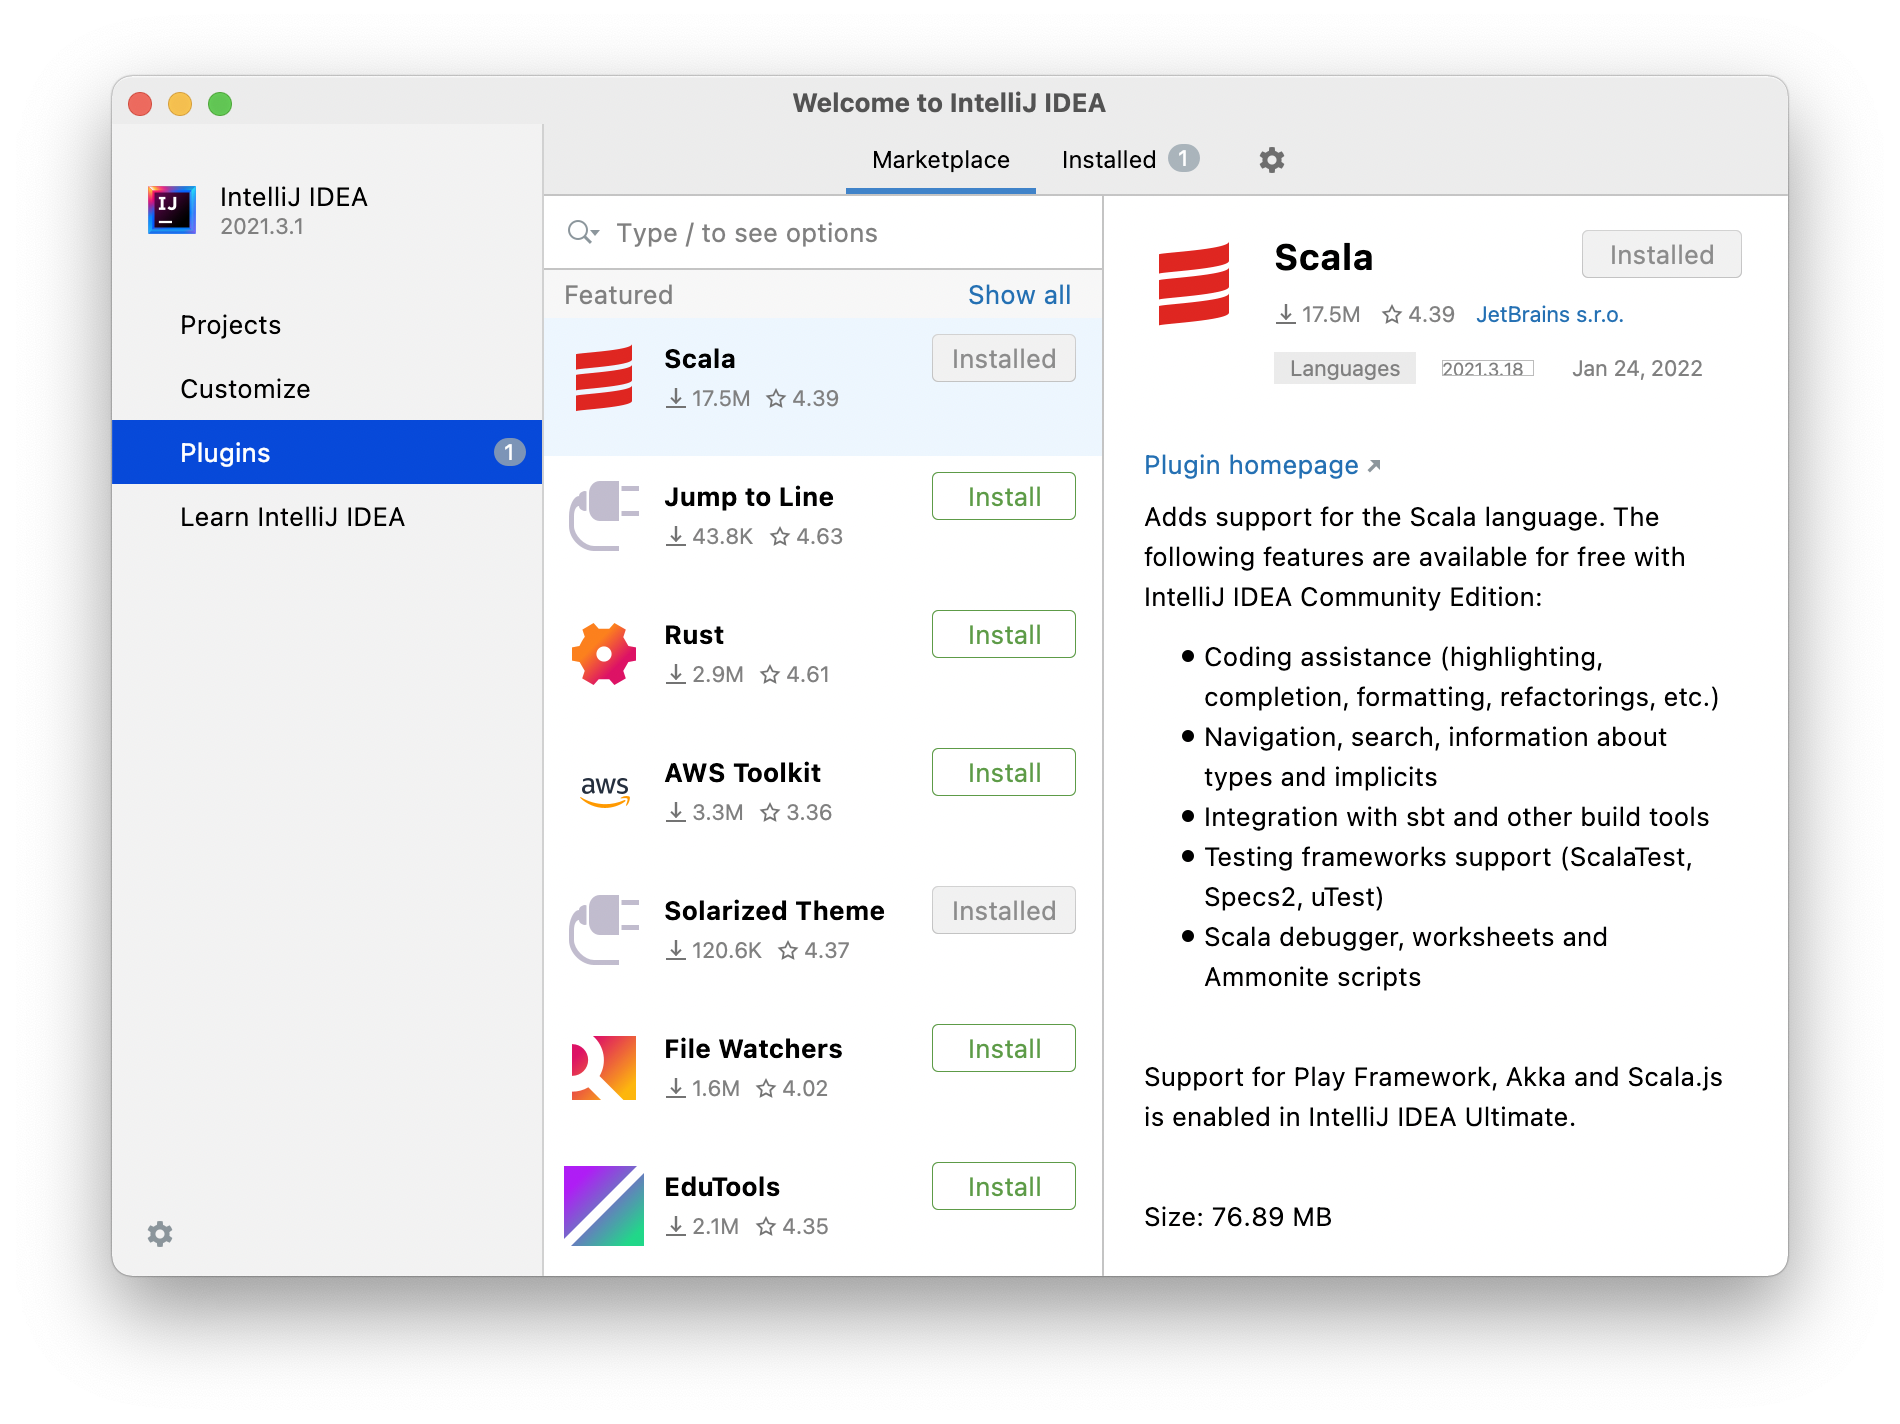 Welcome to IntelliJ IDEA
Marketplace
Installed 1
IJ
IntelliJ IDEA
2021.3.1
Projects
Customize
Plugins 1
Learn IntelliJ IDEA
Type / to see options
Featured Show all
Scala Installed
17.5M 4.39
Jump to Line Install
43.8K 4.63
Rust Install
2.9M 4.61
aws
AWS Toolkit Install
3.3M 3.36
Solarized Theme Installed
120.6K 4.37
File Watchers Install
1.6M 4.02
EduTools Install
2.1M 4.35
Scala Installed
17.5M 4.39 JetBrains s.r.o.
Languages 2021.3.18 Jan 24, 2022
Plugin homepage
Adds support for the Scala language. The
following features are available for free with
IntelliJ IDEA Community Edition:
• Coding assistance (highlighting,
completion, formatting, refactorings, etc.)
• Navigation, search, information about
types and implicits
• Integration with sbt and other build tools
• Testing frameworks support (ScalaTest,
Specs2, uTest)
• Scala debugger, worksheets and
Ammonite scripts
Support for Play Framework, Akka and Scala.js
is enabled in IntelliJ IDEA Ultimate.
Size: 76.89 MB